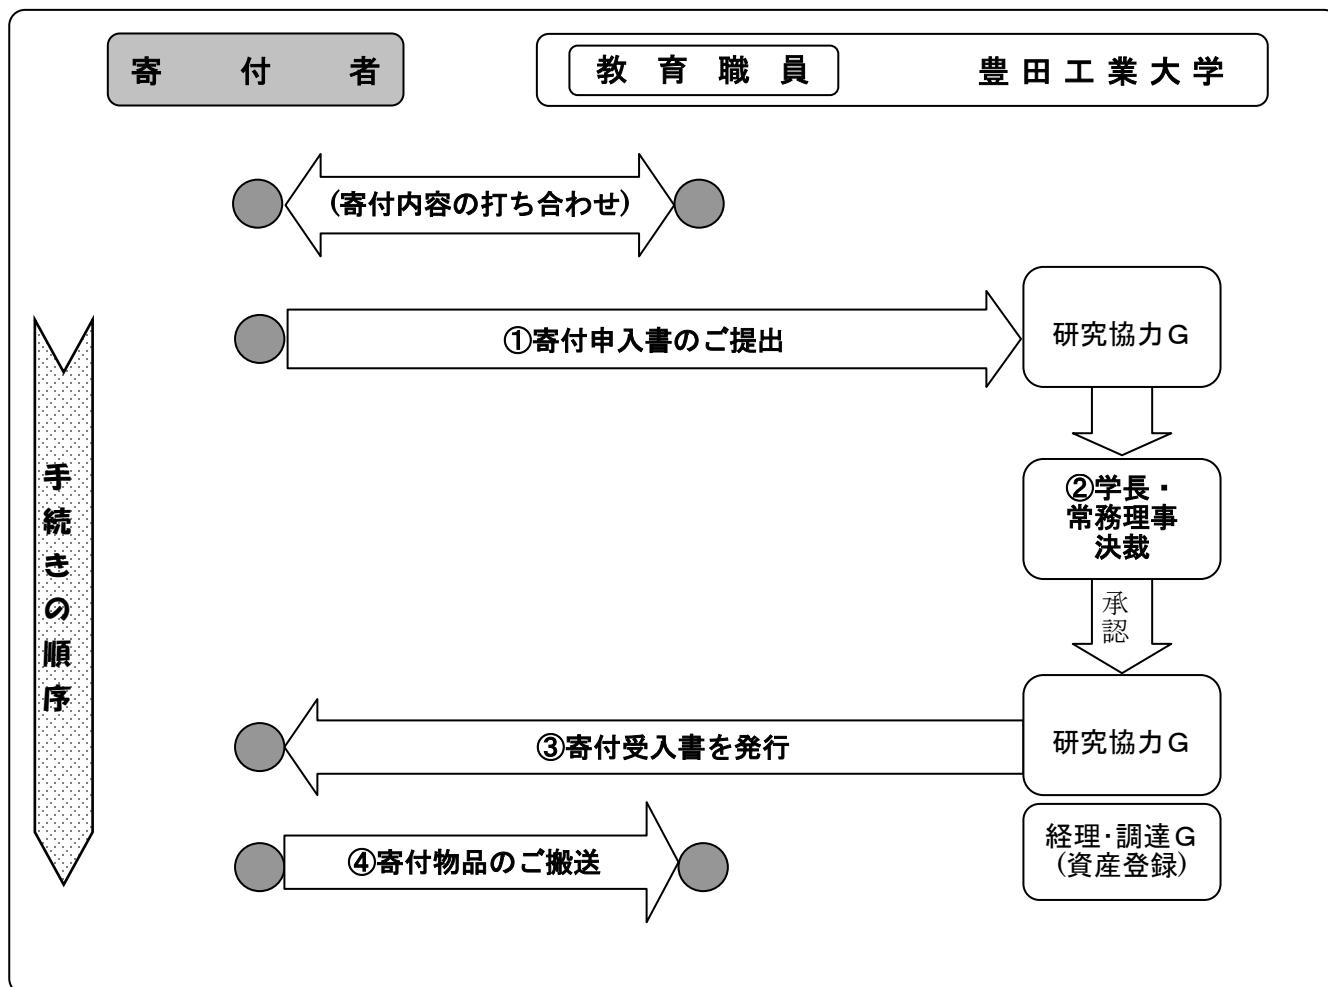 寄付者
教育職員
豊田工業大学
(寄付内容の打ち合わせ)
①寄付申入書のご提出
研究協力G
手続きの順序
②学長・
常務理事
決裁
承認
③寄付受入書を発行
研究協力G
④寄付物品のご搬送
経理・調達G
(資産登録)